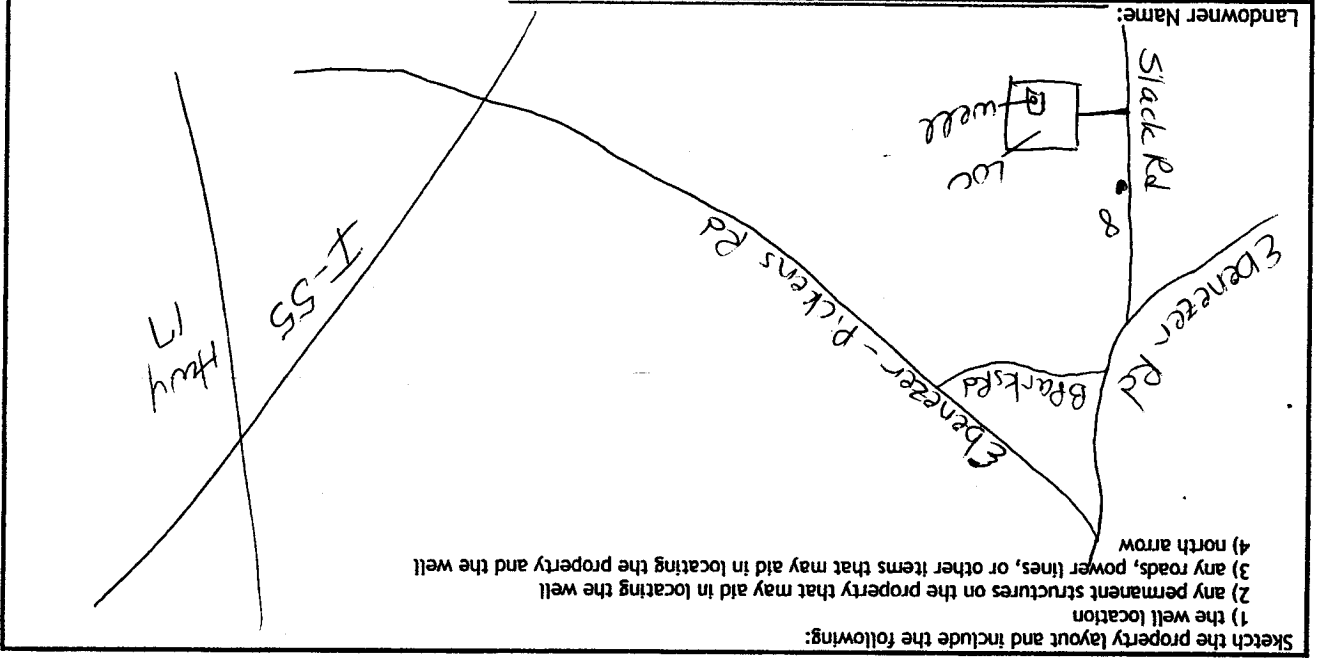 Sketch the property layout and include the following:
1) the well location
2) any permanent structures on the property that may aid in locating the well
3) any roads, power lines, or other items that may aid in locating the property and the well
4) north arrow
Ebenezer Rd
B Parks Rd
Ebenezer - Pickens Rd
Hwy
17
I-55
.8
Slack Rd
LOC
well
Landowner Name: